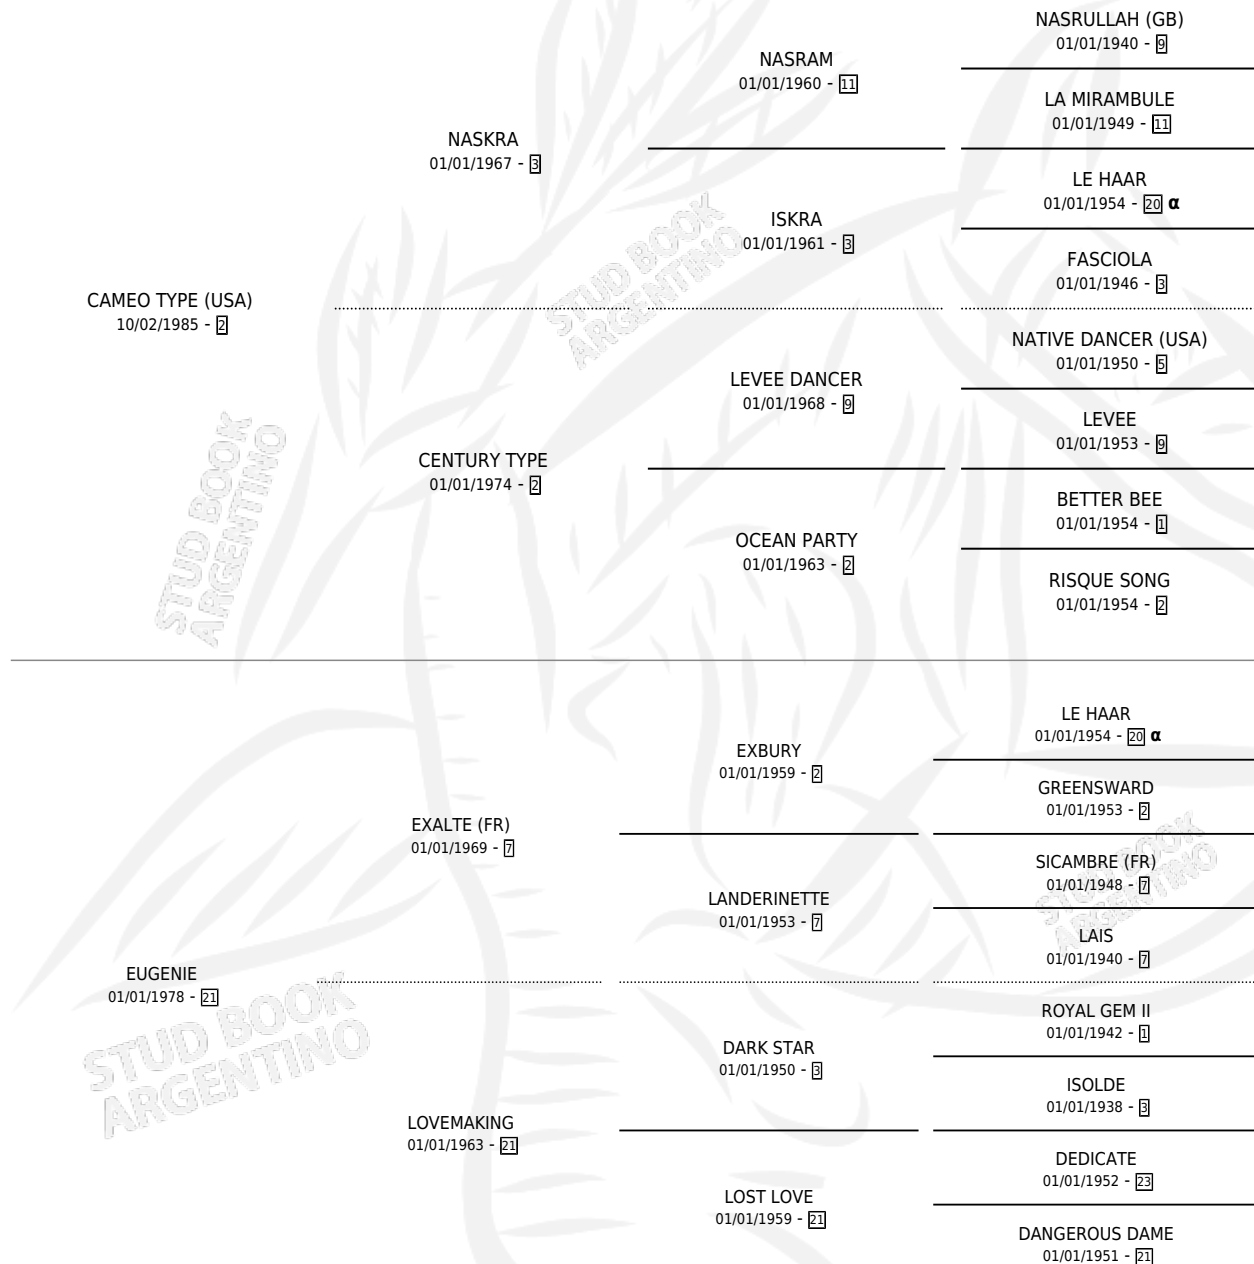 NASRULLAH (GB)
01/01/1940 - 9
NASRAM
01/01/1960 - 11
LA MIRAMBULE
01/01/1949 - 11
NASKRA
01/01/1967 - 3
LE HAAR
01/01/1954 - 20 α
ISKRA
01/01/1961 - 3
FASCIOLA
01/01/1946 - 3
CAMEO TYPE (USA)
10/02/1985 - 2
NATIVE DANCER (USA)
01/01/1950 - 5
LEVEE DANCER
01/01/1968 - 9
LEVEE
01/01/1953 - 9
CENTURY TYPE
01/01/1974 - 2
BETTER BEE
01/01/1954 - 1
OCEAN PARTY
01/01/1963 - 2
RISQUE SONG
01/01/1954 - 2
STUD BOOK
ARGENTINO
STUD BOOK
ARGENTINO
LE HAAR
01/01/1954 - 20 α
EXBURY
01/01/1959 - 2
GREENSWARD
01/01/1953 - 2
EXALTE (FR)
01/01/1969 - 7
SICAMBRE (FR)
01/01/1948 - 7
LANDERINETTE
01/01/1953 - 7
LAIS
01/01/1940 - 7
EUGENIE
01/01/1978 - 21
ROYAL GEM II
01/01/1942 - 1
DARK STAR
01/01/1950 - 3
ISOLDE
01/01/1938 - 3
LOVEMAKING
01/01/1963 - 21
DEDICATE
01/01/1952 - 23
LOST LOVE
01/01/1959 - 21
DANGEROUS DAME
01/01/1951 - 21
STUD BOOK
ARGENTINO
STUD BOOK
ARGENTINO